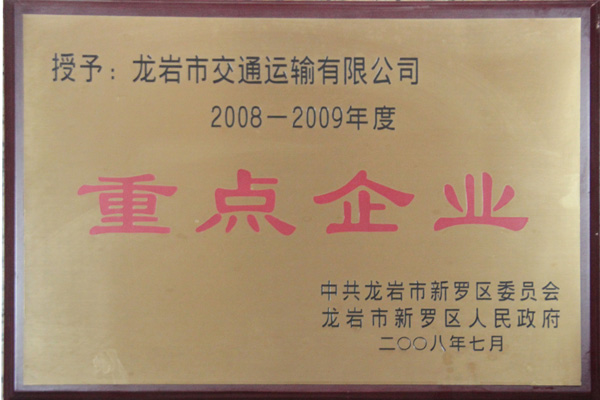 授予：龙岩市交通运输有限公司
2008－2009年度
重点企业
中共龙岩市新罗区委员会
龙岩市新罗区人民政府
二〇〇八年七月